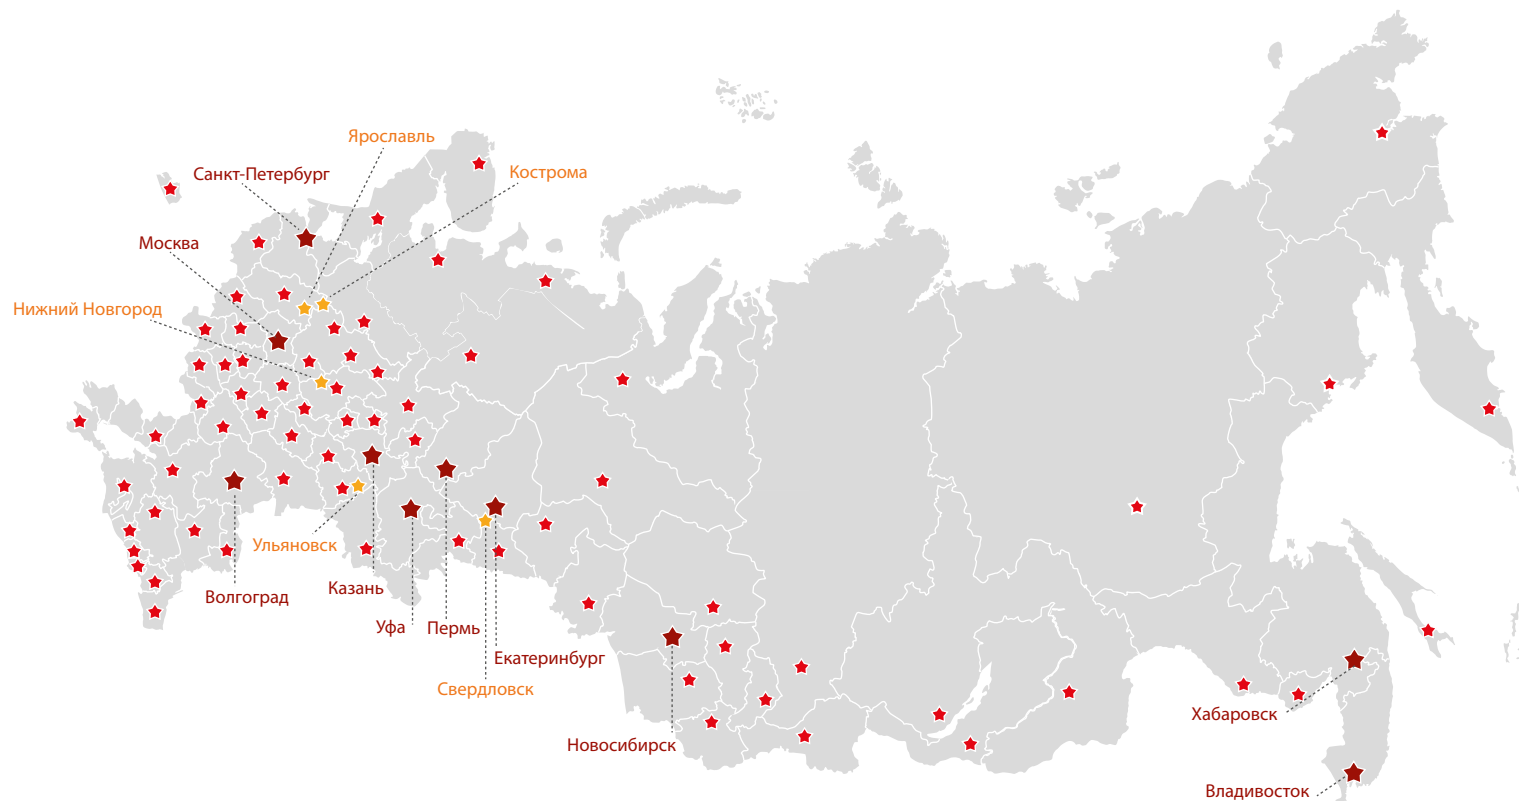 Ярославль
Санкт-Петербург
Кострома
Москва
Нижний Новгород
Ульяновск
Казань
Волгоград
Уфа
Пермь
Екатеринбург
Свердловск
Хабаровск
Новосибирск
Владивосток